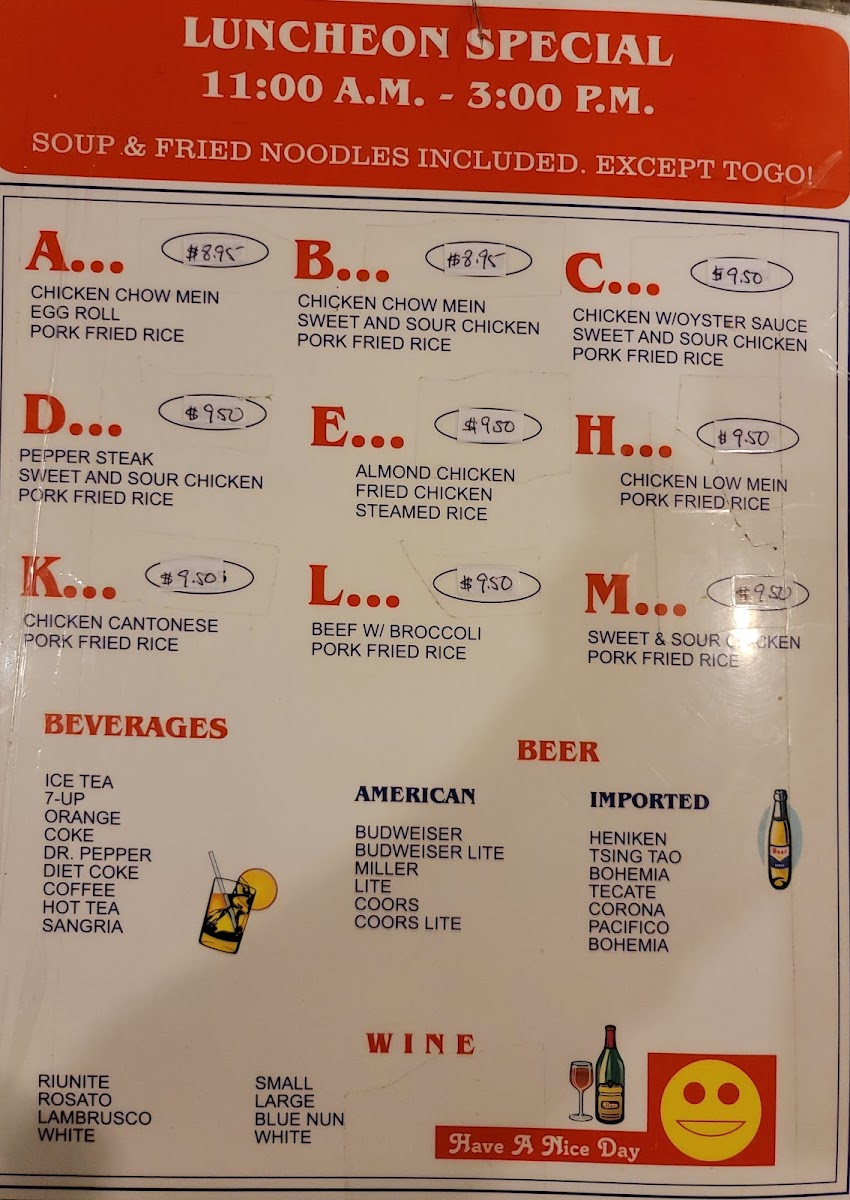 LUNCHEON SPECIAL
11:00 A.M. - 3:00 P.M.
SOUP & FRIED NOODLES INCLUDED. EXCEPT TOGO!
A... $8.95
CHICKEN CHOW MEIN
EGG ROLL
PORK FRIED RICE
B... $8.95
CHICKEN CHOW MEIN
SWEET AND SOUR CHICKEN
PORK FRIED RICE
C... $9.50
CHICKEN W/OYSTER SAUCE
SWEET AND SOUR CHICKEN
PORK FRIED RICE
D... $9.50
PEPPER STEAK
SWEET AND SOUR CHICKEN
PORK FRIED RICE
E... $9.50
ALMOND CHICKEN
FRIED CHICKEN
STEAMED RICE
H... $9.50
CHICKEN LOW MEIN
PORK FRIED RICE
K... $9.50
CHICKEN CANTONESE
PORK FRIED RICE
L... $9.50
BEEF W/ BROCCOLI
PORK FRIED RICE
M... $9.50
SWEET & SOUR CHICKEN
PORK FRIED RICE
BEVERAGES
ICE TEA
7-UP
ORANGE
COKE
DR. PEPPER
DIET COKE
COFFEE
HOT TEA
SANGRIA
BEER
AMERICAN
BUDWEISER
BUDWEISER LITE
MILLER
LITE
COORS
COORS LITE
IMPORTED
HENIKEN
TSING TAO
BOHEMIA
TECATE
CORONA
PACIFICO
BOHEMIA
Beer
WINE
RIUNITE
ROSATO
LAMBRUSCO
WHITE
SMALL
LARGE
BLUE NUN
WHITE
Have A Nice Day